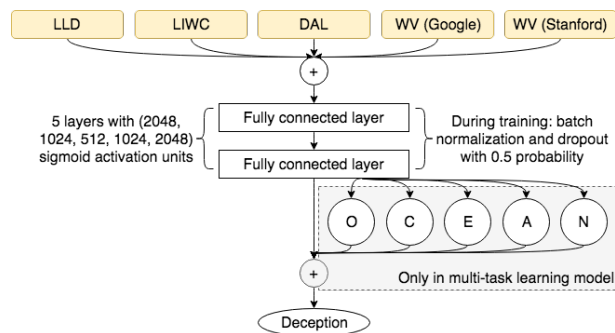 LLD
LIWC
DAL
WV (Google)
WV (Stanford)
+
Fully connected layer
5 layers with (2048,
1024, 512, 1024, 2048)
sigmoid activation units
During training: batch
normalization and dropout
with 0.5 probability
Fully connected layer
O
C
E
A
N
+
Only in multi-task learning model
Deception